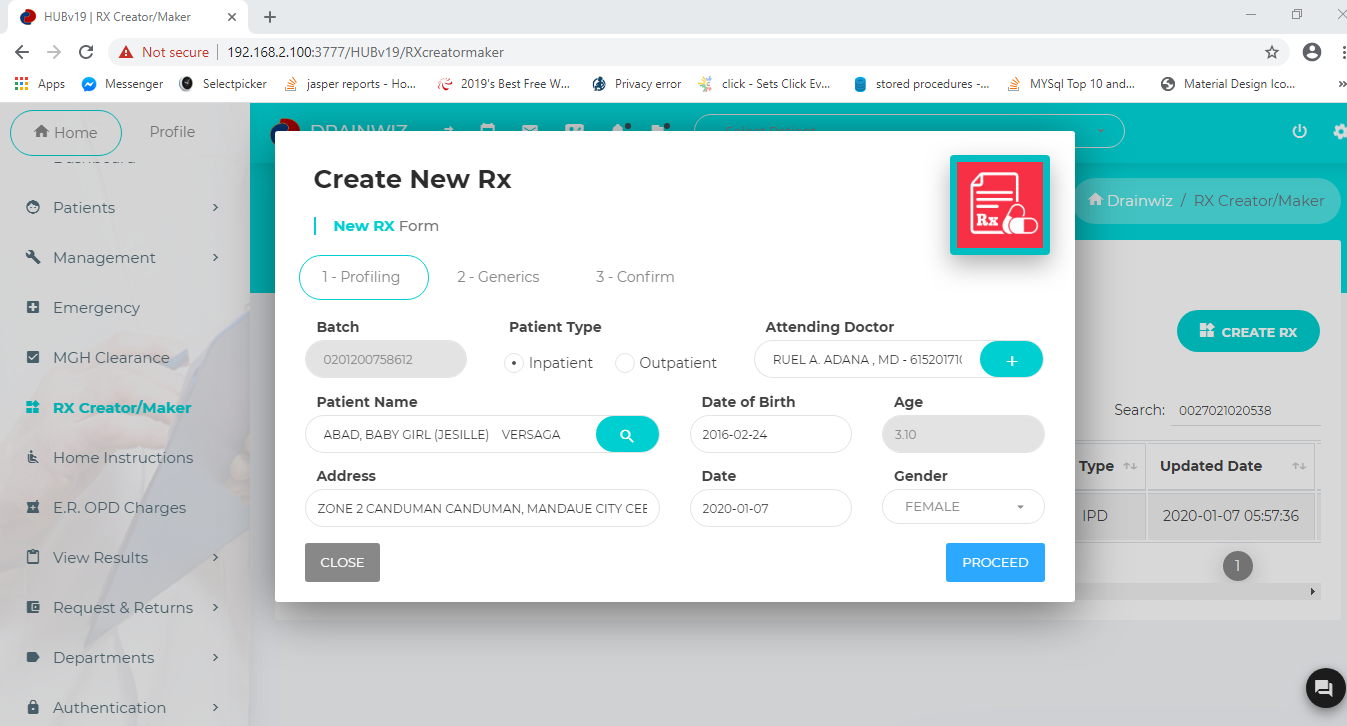 HUBv19 | RX Creator/Maker
Not secure | 192.168.2.100:3777/HUBv19/RXcreatormaker
Apps Messenger Selectpicker jasper reports - Ho... 2019's Best Free W... Privacy error click - Sets Click Ev... stored procedures -... MYSql Top 10 and... Material Design Ico... »
Home Profile
DRAINWIZ
Dashboard
Patients
Management
Emergency
MGH Clearance
RX Creator/Maker
Home Instructions
E.R. OPD Charges
View Results
Request & Returns
Departments
Authentication
Drainwiz / RX Creator/Maker
CREATE RX
Search: 0027021020538
Type Updated Date
IPD 2020-01-07 05:57:36
1
Create New Rx
Rx
New RX Form
1 - Profiling 2 - Generics 3 - Confirm
Batch Patient Type Attending Doctor
0201200758612 Inpatient Outpatient RUEL A. ADANA , MD - 61520171 +
Patient Name Date of Birth Age
ABAD, BABY GIRL (JESILLE) VERSAGA 2016-02-24 3.10
Address Date Gender
ZONE 2 CANDUMAN CANDUMAN, MANDAUE CITY CEB 2020-01-07 FEMALE
CLOSE PROCEED